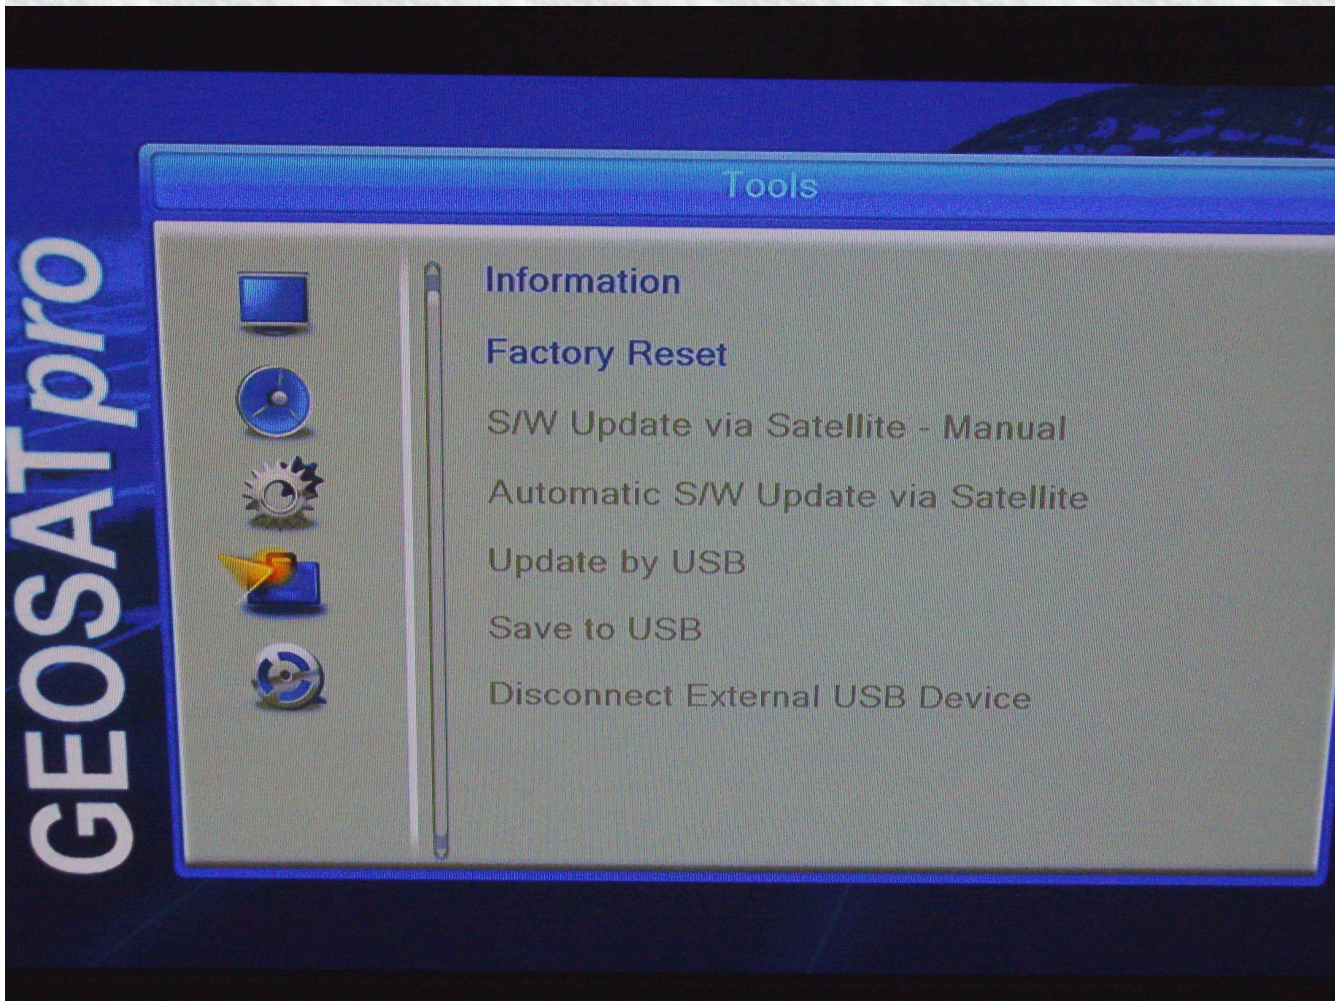 Tools
GEOSATpro
Information
Factory Reset
S/W Update via Satellite - Manual
Automatic S/W Update via Satellite
Update by USB
Save to USB
Disconnect External USB Device